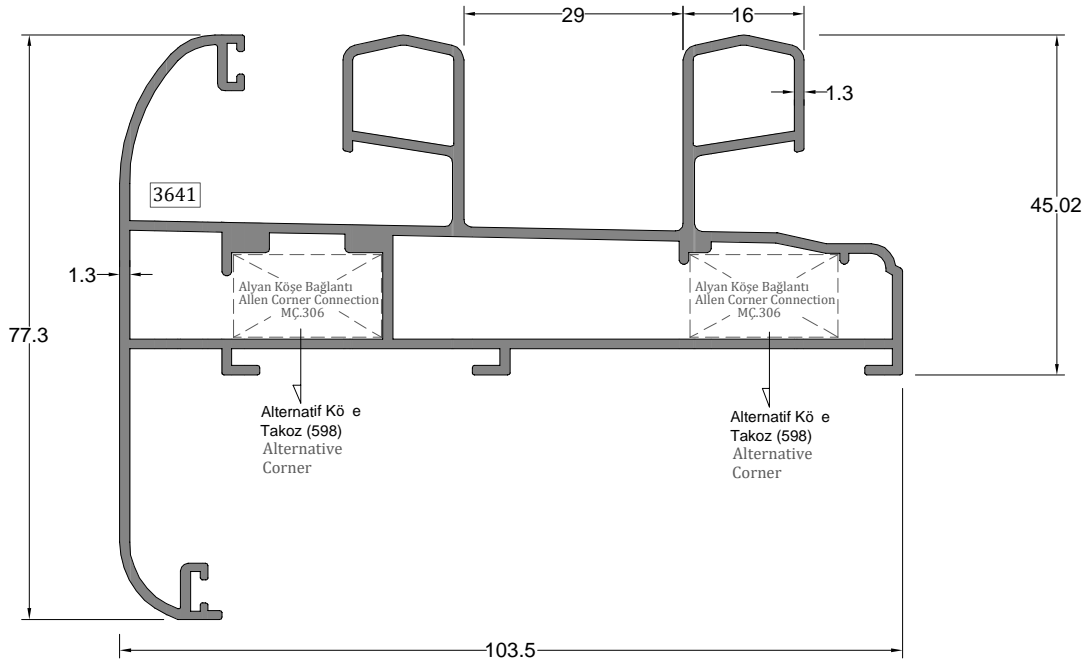 29
16
1.3
3641
45.02
1.3
Alyan Köşe Bağlantı
Allen Corner Connection
MÇ.306
Alyan Köşe Bağlantı
Allen Corner Connection
MÇ.306
77.3
Alternatif Kö e
Takoz (598)
Alternative
Corner
Alternatif Kö e
Takoz (598)
Alternative
Corner
103.5